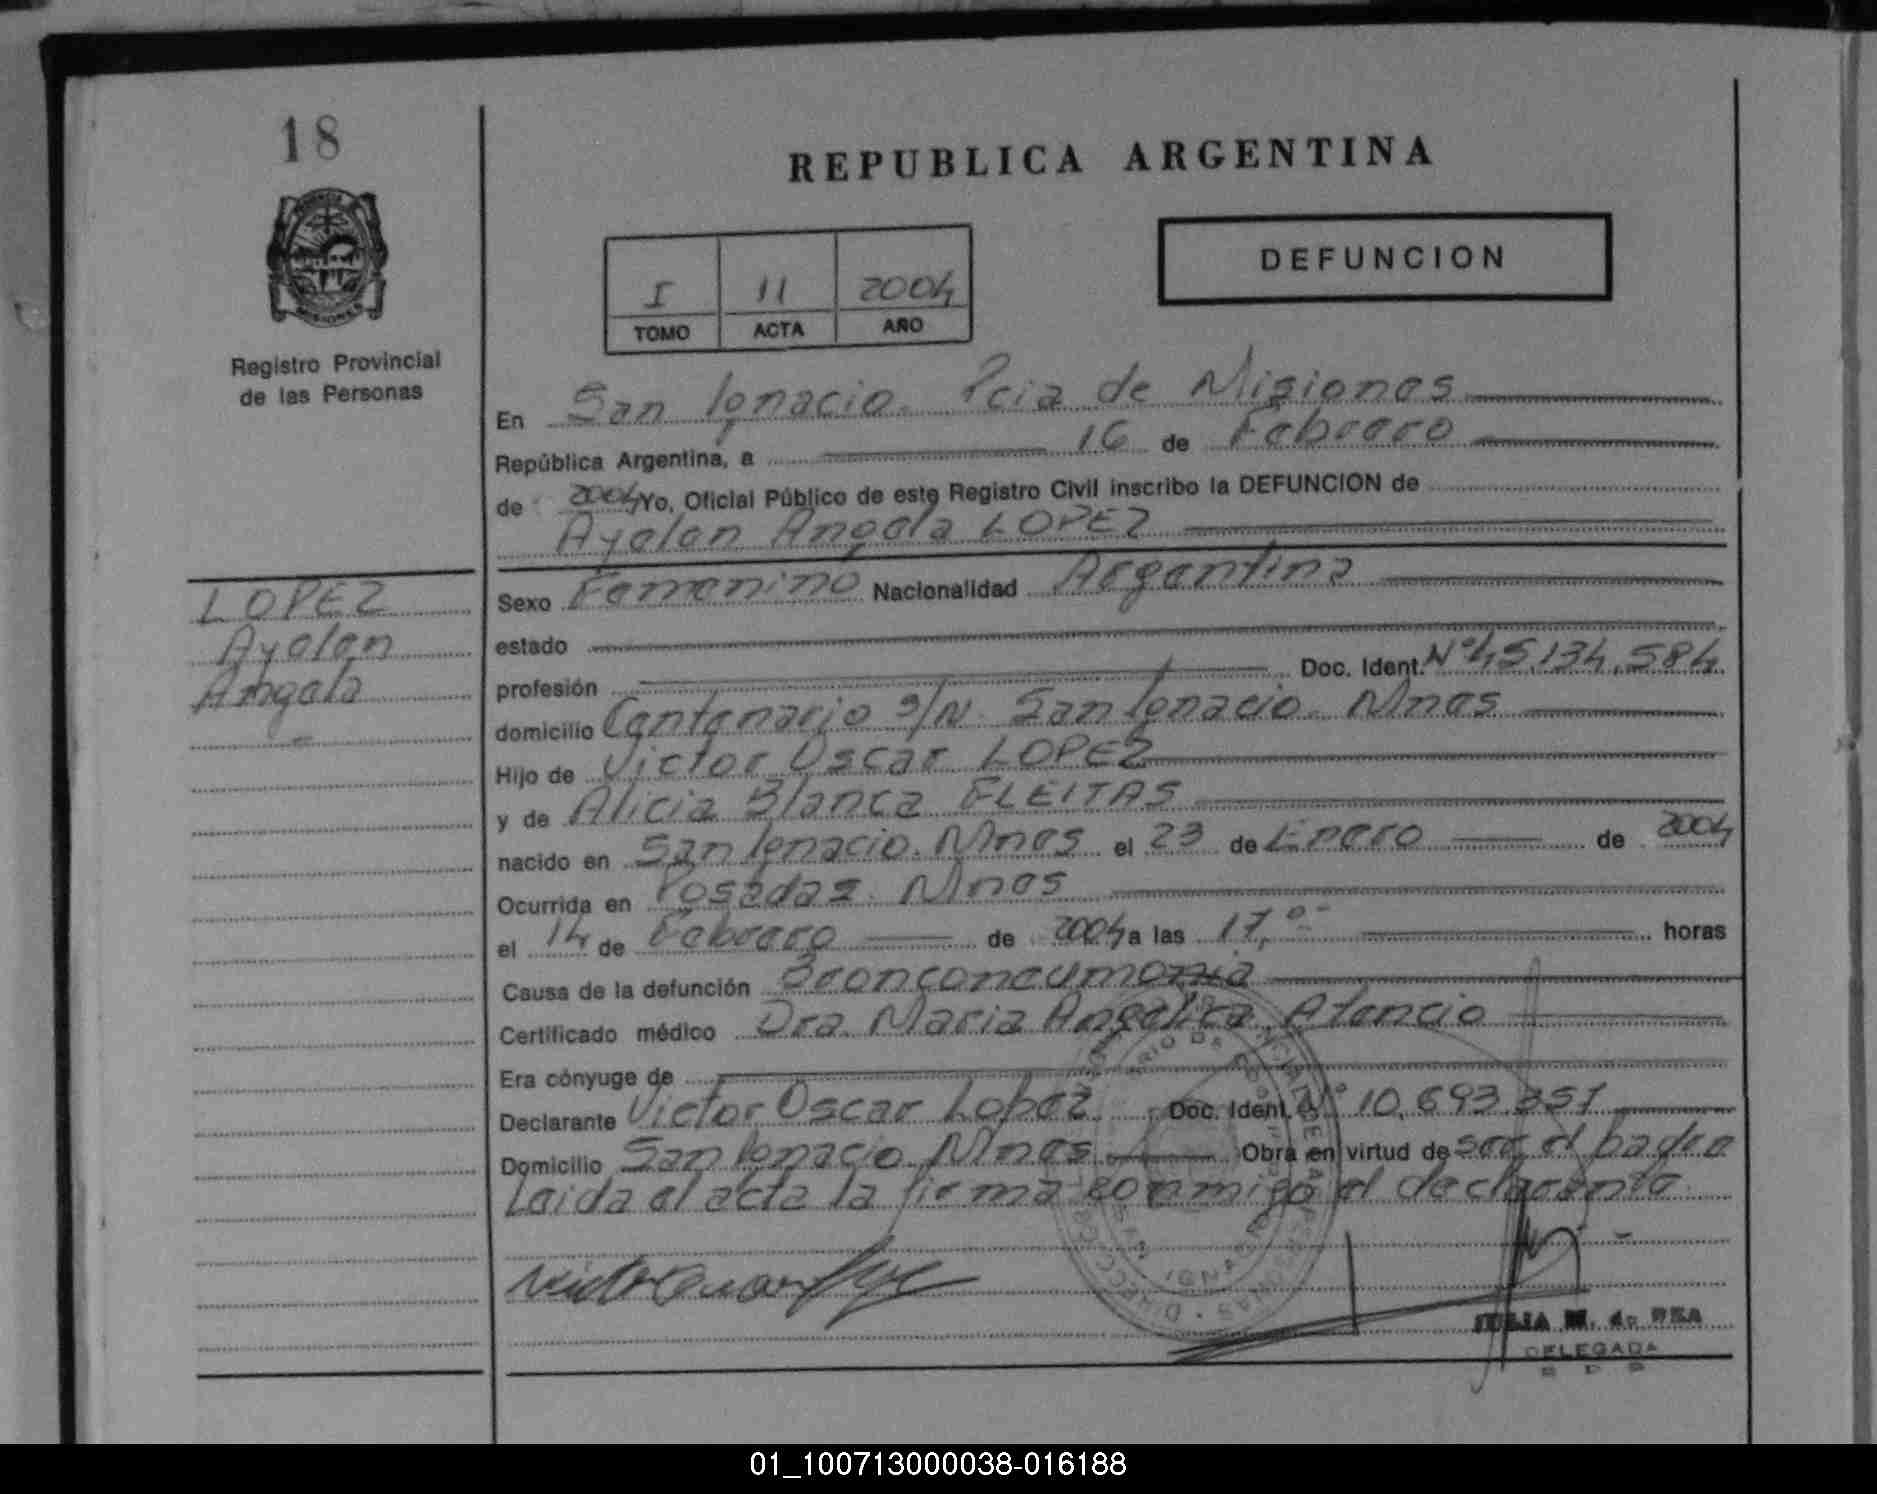 18
REPUBLICA ARGENTINA
DEFUNCION
I 11 2004
TOMO ACTA AÑO
MISIONES
Registro Provincial
de las Personas
En San Ignacio. Pcia de Misiones
República Argentina, a 16 de Febrero
de 2004 Yo, Oficial Público de este Registro Civil inscribo la DEFUNCION de
Ayelen Angela LOPEZ
LOPEZ
Ayelen
Angela
Sexo Femenino Nacionalidad Argentina
estado
profesión Doc. Ident. Nº 45.134.584
domicilio Centenario S/N. San Ignacio. Mnes
Hijo de Victor Oscar LOPEZ
y de Alicia Blanca FLEITAS
nacido en San Ignacio. Mnes el 23 de Enero de 2004
Ocurrida en Posadas. Mnes
el 14 de Febrero de 2004 a las 17,00 horas
Causa de la defunción Bronconeumonia
Certificado médico Dra. Maria Angelica Atencio
Era cónyuge de
Declarante Victor Oscar Lopez Doc. Ident. Nº 10.693.351
Domicilio San Ignacio Mnes Obra en virtud de ser el padre
Leida el acta la firma conmigo el declarante
JULIA M. de REA
DELEGADA
01_100713000038-016188